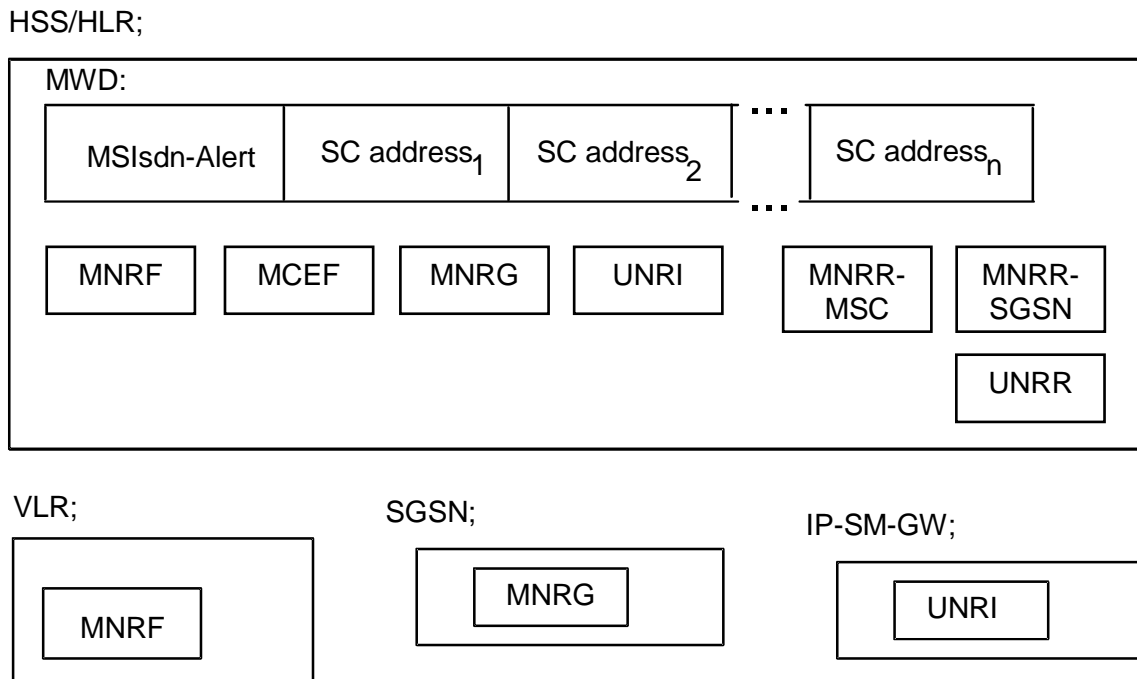 HSS/HLR;
MWD:
MSIsdn-Alert SC address1 SC address2 ... SC addressn
...
MNRF MCEF MNRG UNRI MNRR-MSC MNRR-SGSN
UNRR
VLR; SGSN; IP-SM-GW;
MNRF MNRG UNRI